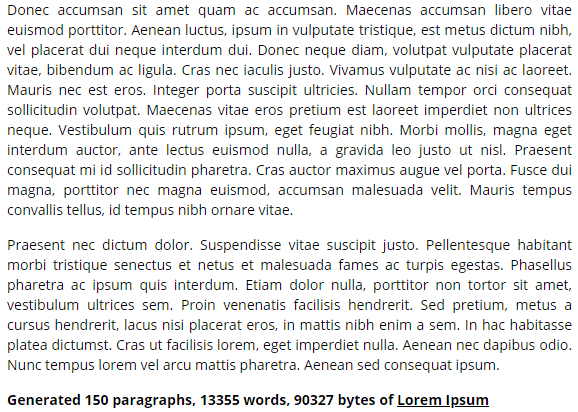 Donec accumsan sit amet quam ac accumsan. Maecenas accumsan libero vitae
euismod porttitor. Aenean luctus, ipsum in vulputate tristique, est metus dictum nibh,
vel placerat dui neque interdum dui. Donec neque diam, volutpat vulputate placerat
vitae, bibendum ac ligula. Cras nec iaculis justo. Vivamus vulputate ac nisi ac laoreet.
Mauris nec est eros. Integer porta suscipit ultricies. Nullam tempor orci consequat
sollicitudin volutpat. Maecenas vitae eros pretium est laoreet imperdiet non ultrices
neque. Vestibulum quis rutrum ipsum, eget feugiat nibh. Morbi mollis, magna eget
interdum auctor, ante lectus euismod nulla, a gravida leo justo ut nisl. Praesent
consequat mi id sollicitudin pharetra. Cras auctor maximus augue vel porta. Fusce dui
magna, porttitor nec magna euismod, accumsan malesuada velit. Mauris tempus
convallis tellus, id tempus nibh ornare vitae.
Praesent nec dictum dolor. Suspendisse vitae suscipit justo. Pellentesque habitant
morbi tristique senectus et netus et malesuada fames ac turpis egestas. Phasellus
pharetra ac ipsum quis interdum. Etiam dolor nulla, porttitor non tortor sit amet,
vestibulum ultrices sem. Proin venenatis facilisis hendrerit. Sed pretium, metus a
cursus hendrerit, lacus nisi placerat eros, in mattis nibh enim a sem. In hac habitasse
platea dictumst. Cras ut facilisis lorem, eget imperdiet nulla. Aenean nec dapibus odio.
Nunc tempus lorem vel arcu mattis pharetra. Aenean sed consequat ipsum.
Generated 150 paragraphs, 13355 words, 90327 bytes of Lorem Ipsum